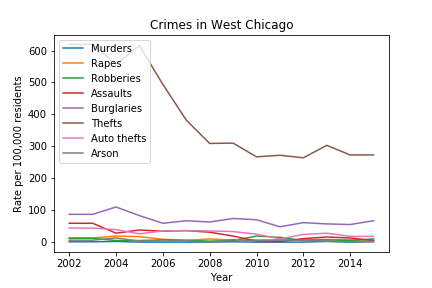 Crimes in West Chicago
Rate per 100,000 residents
600
500
400
300
200
100
0
Murders
Rapes
Robberies
Assaults
Burglaries
Thefts
Auto thefts
Arson
2002 2004 2006 2008 2010 2012 2014
Year